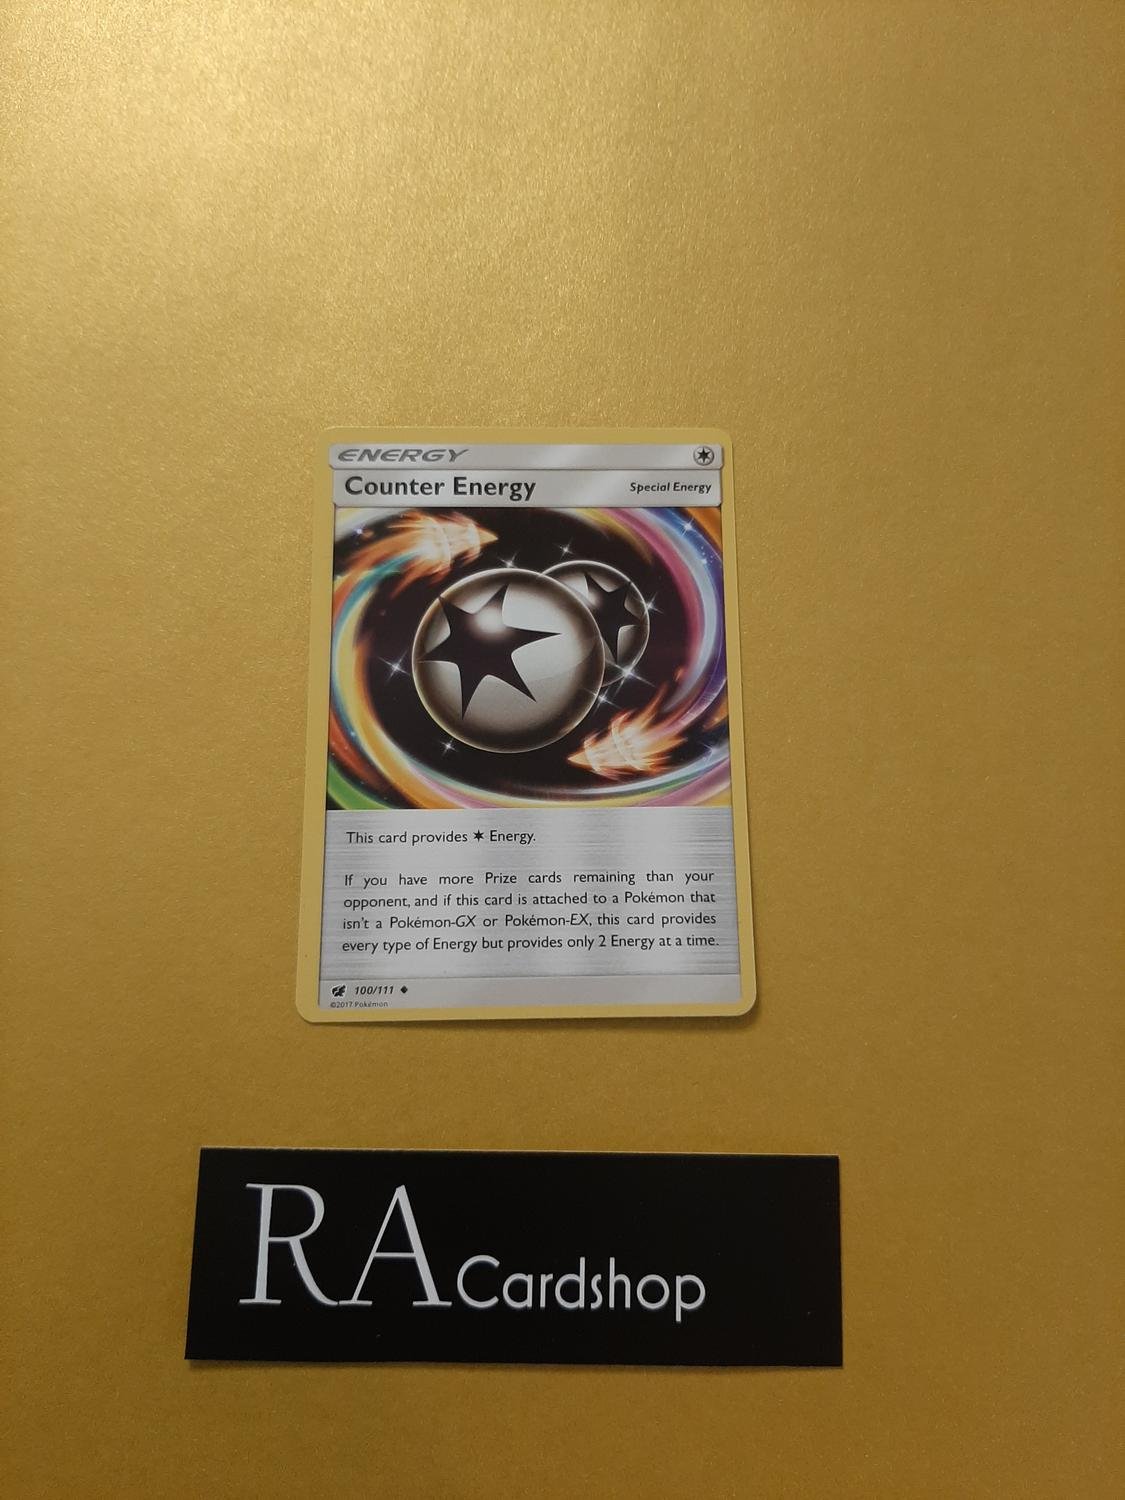 ENERGY
Counter Energy
Special Energy
This card provides ✶ Energy.
If you have more Prize cards remaining than your
opponent, and if this card is attached to a Pokémon that
isn't a Pokémon-GX or Pokémon-EX, this card provides
every type of Energy but provides only 2 Energy at a time.
100/111 ◆
©2017 Pokémon
RA Cardshop